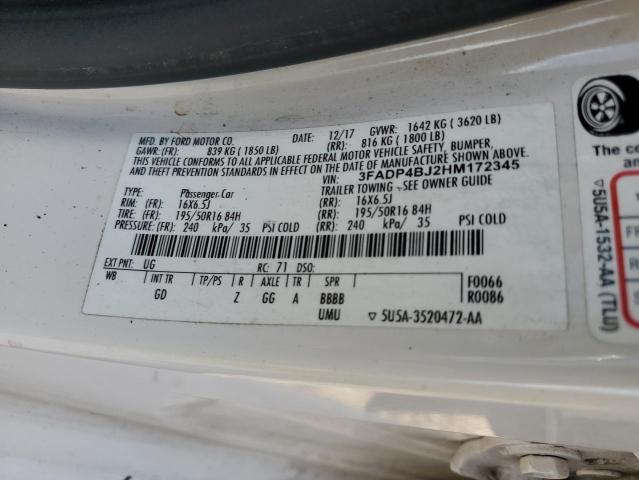 MFD. BY FORD MOTOR CO.
12/17 GVWR: 1642 KG ( 3620 LB)
GAWR: (FR): 839 KG ( 1850 LB) (RR): 816 KG ( 1800 LB)
THIS VEHICLE CONFORMS TO ALL APPLICABLE FEDERAL MOTOR VEHICLE SAFETY, BUMPER,
AND THEFT PREVENTION STANDARDS IN EFFECT ON THE DATE OF MANUFACTURE SHOWN ABOVE.
VIN: 3FADP4BJ2HM172345
TYPE: Passenger Car TRAILER TOWING - SEE OWNER GUIDE
RIM: (FR) 16X6.5J (RR) 16X6.5J
TIRE: (FR) 195/50R16 84H (RR) 195/50R16 84H
PRESSURE: (FR) 240 kPa/ 35 PSI COLD (RR) 240 kPa/ 35 PSI COLD
EXT PNT: UG RC: 71 DSO:
WB INT TR TP/PS R AXLE TR SPR F0066
GD Z GG A BBBB R0086
UMU ▽ 5U5A-3520472-AA
▽5U5A-1532-AA (TLU)
The co